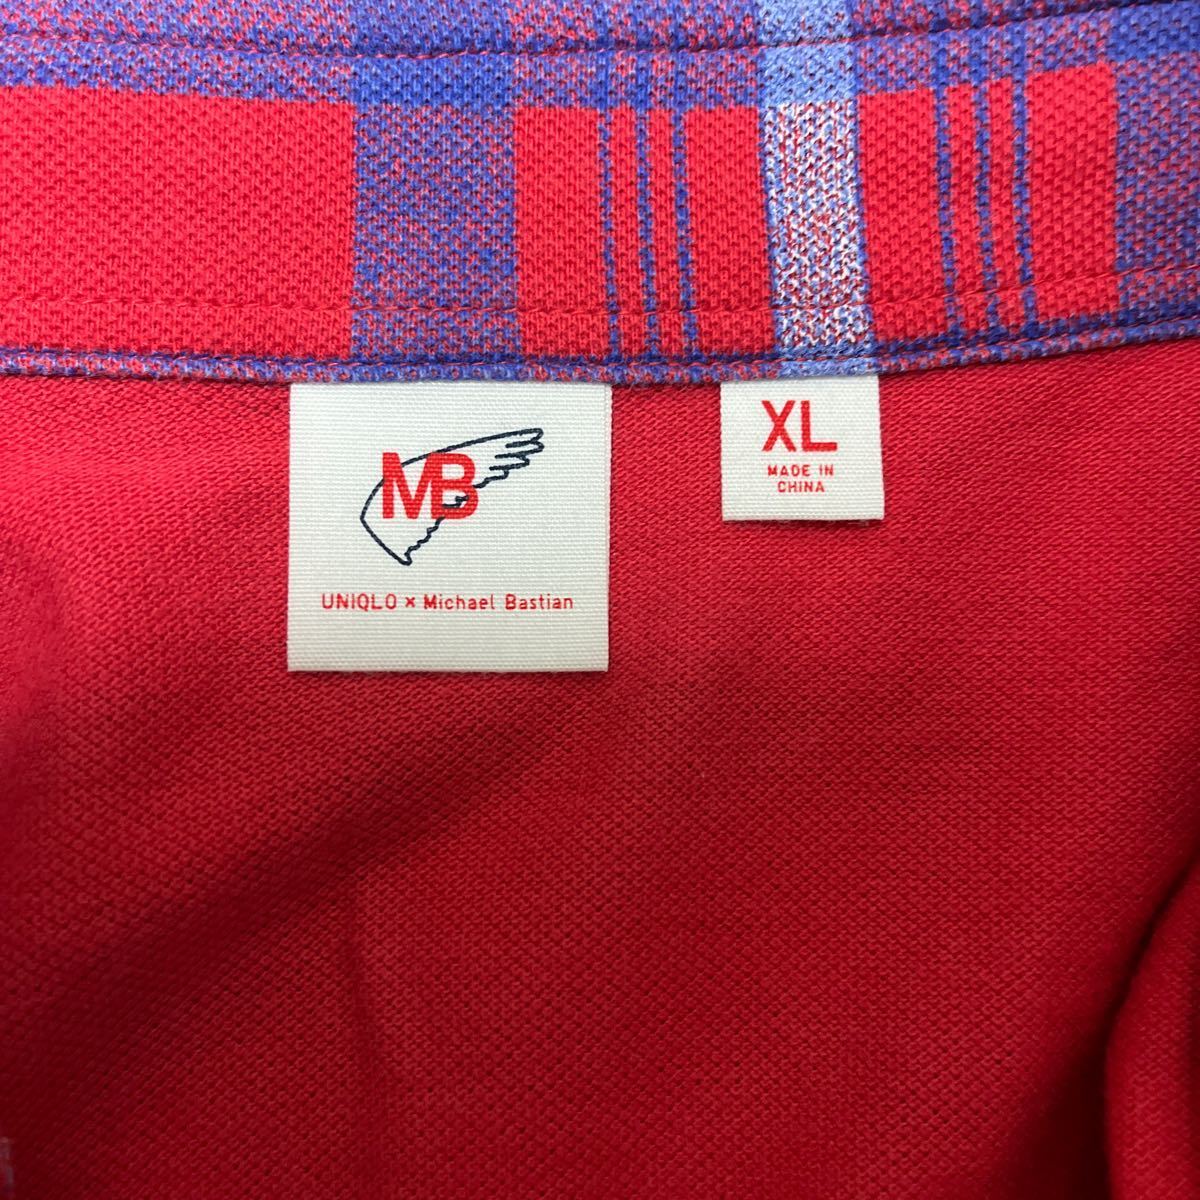 MB
UNIQLO × Michael Bastian
XL
MADE IN
CHINA